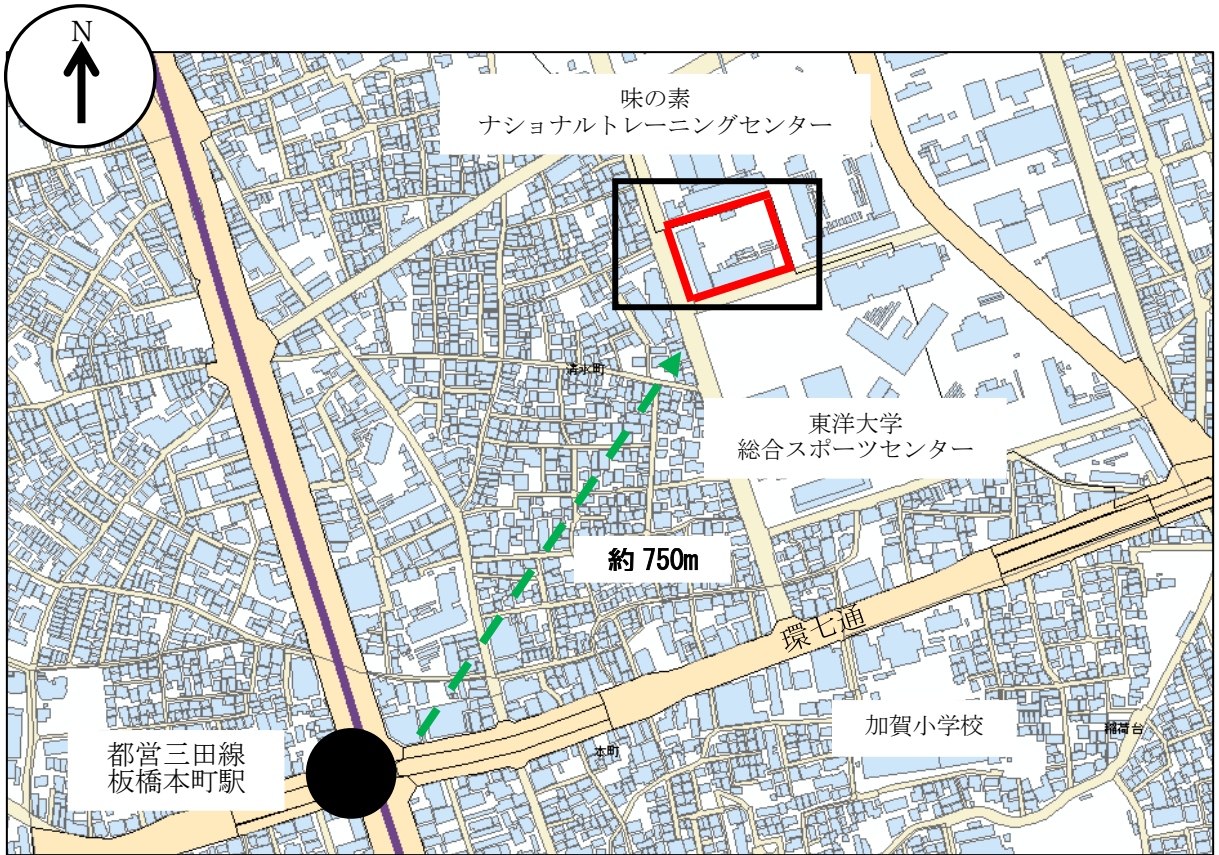 N
味の素
ナショナルトレーニングセンター
清水町
東洋大学
総合スポーツセンター
約 750m
環七通
加賀小学校
稲荷台
本町
都営三田線
板橋本町駅